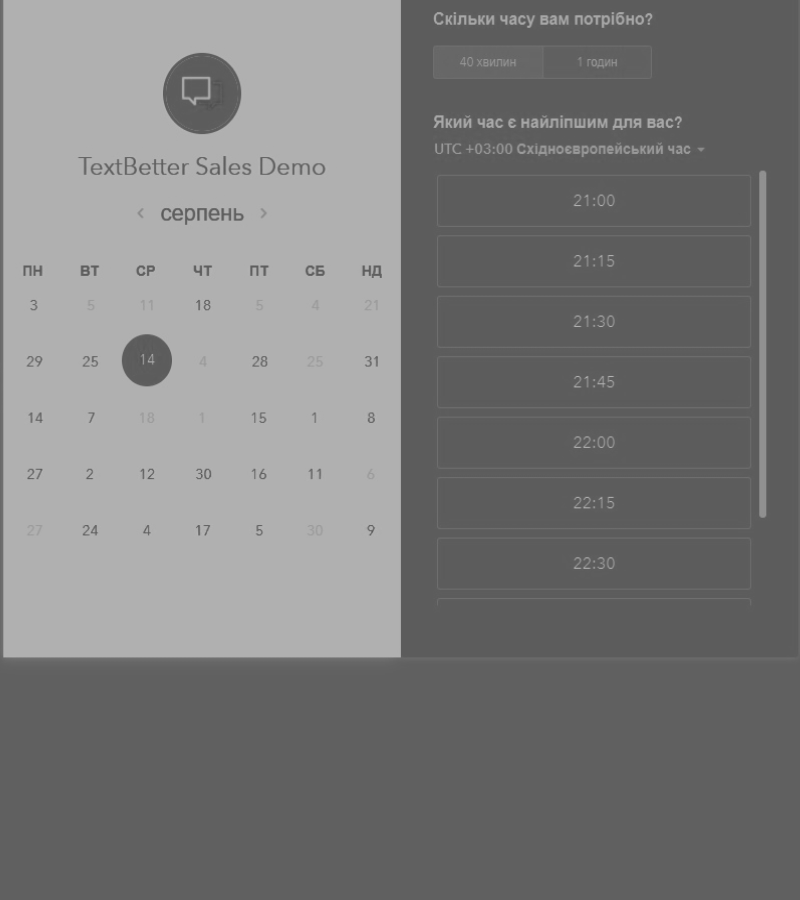 TextBetter Sales Demo
серпень
ПН ВТ СР ЧТ ПТ СБ НД
3 5 11 18 5 4 21
29 25 14 4 28 25 31
14 7 18 1 15 1 8
27 2 12 30 16 11 6
27 24 4 17 5 30 9
Скільки часу вам потрібно?
40 хвилин 1 годин
Який час є найліпшим для вас?
UTC +03:00 Східноєвропейський час
21:00
21:15
21:30
21:45
22:00
22:15
22:30